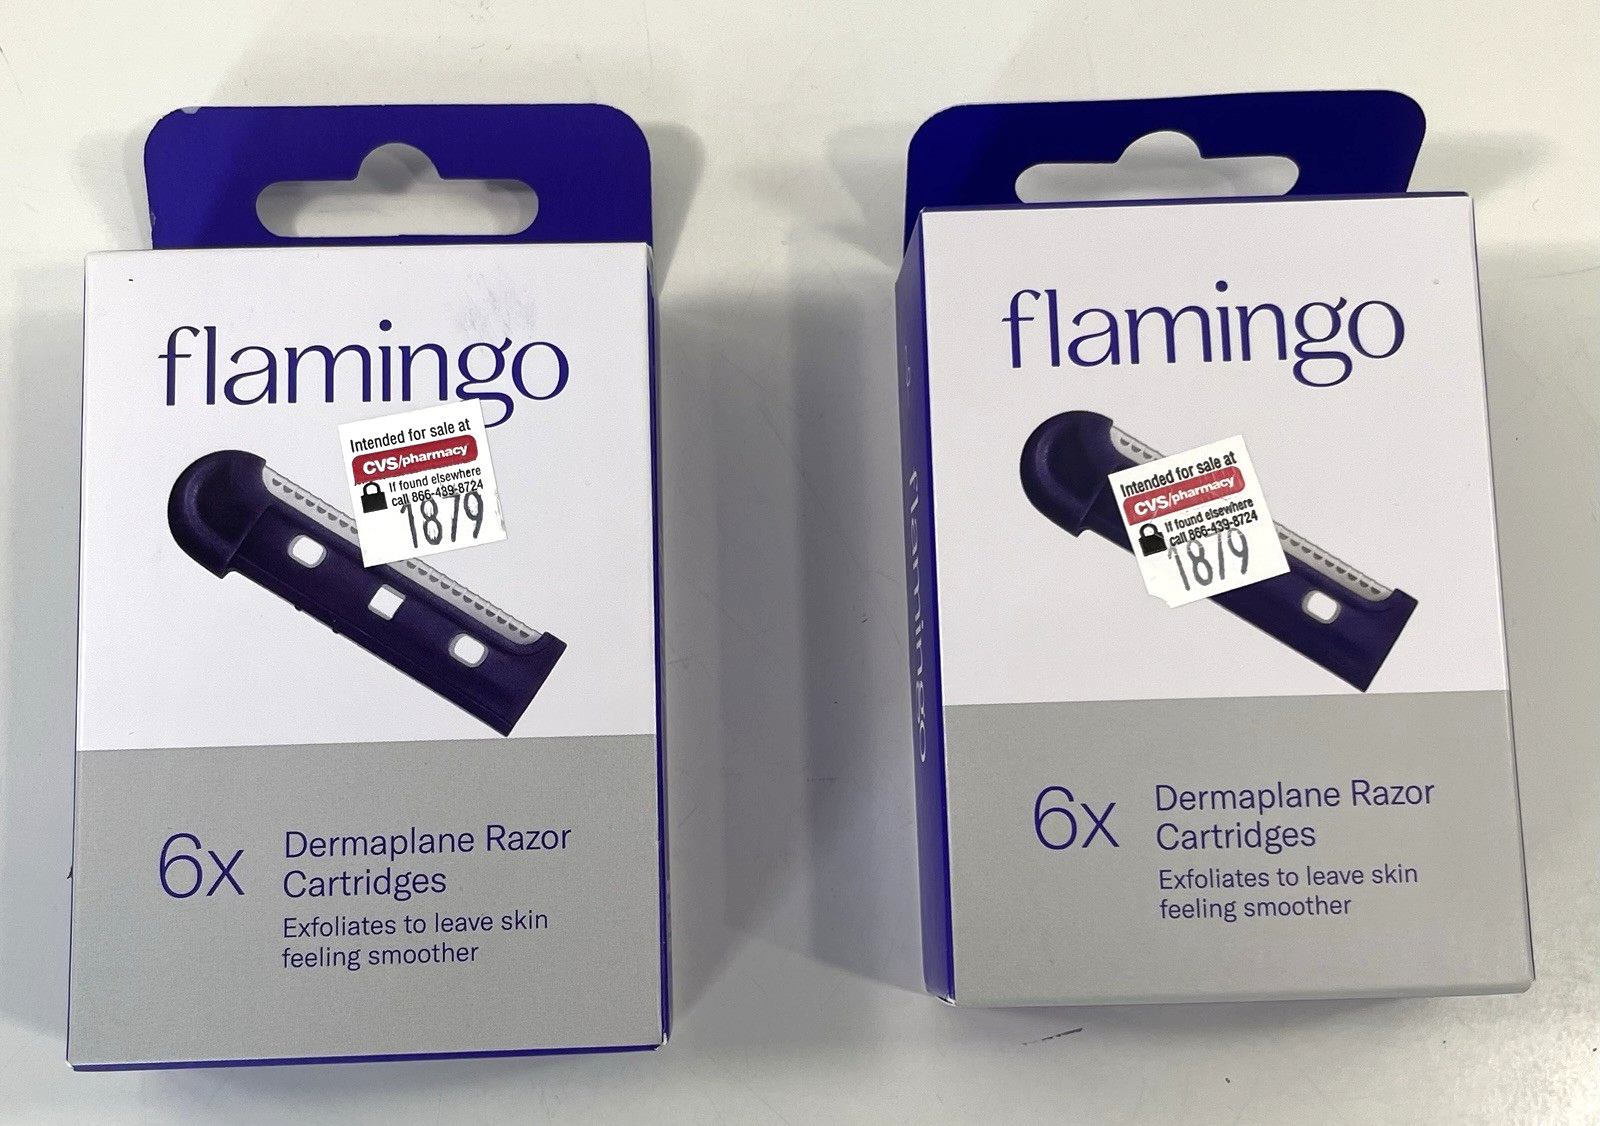 flamingo
Intended for sale at
CVS/pharmacy
If found elsewhere
call 866-439-8724
1879
6x
Dermaplane Razor
Cartridges
Exfoliates to leave skin
feeling smoother
flamingo
flamingo
Intended for sale at
CVS/pharmacy
If found elsewhere
call 866-439-8724
1879
6x
Dermaplane Razor
Cartridges
Exfoliates to leave skin
feeling smoother